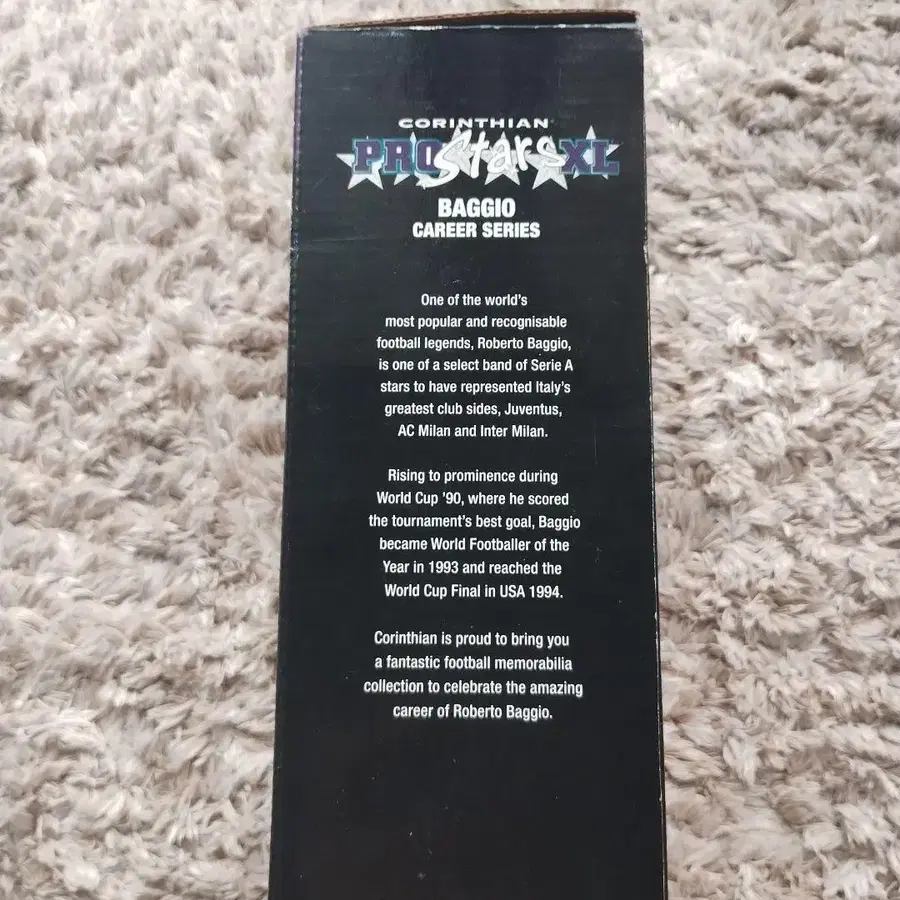 CORINTHIAN
PROStarsXL
BAGGIO
CAREER SERIES
One of the world's
most popular and recognisable
football legends, Roberto Baggio,
is one of a select band of Serie A
stars to have represented Italy's
greatest club sides, Juventus,
AC Milan and Inter Milan.
Rising to prominence during
World Cup '90, where he scored
the tournament's best goal, Baggio
became World Footballer of the
Year in 1993 and reached the
World Cup Final in USA 1994.
Corinthian is proud to bring you
a fantastic football memorabilia
collection to celebrate the amazing
career of Roberto Baggio.